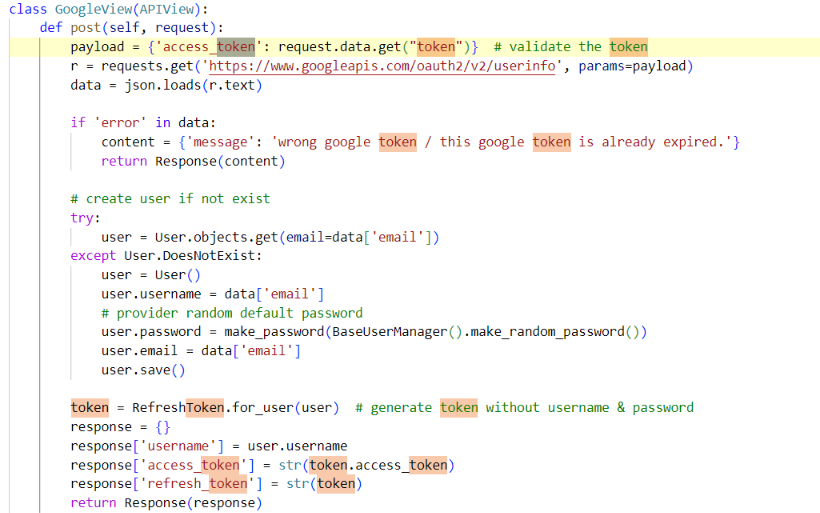 class GoogleView(APIView):
    def post(self, request):
        payload = {'access_token': request.data.get("token")}  # validate the token
        r = requests.get('https://www.googleapis.com/oauth2/v2/userinfo', params=payload)
        data = json.loads(r.text)

        if 'error' in data:
            content = {'message': 'wrong google token / this google token is already expired.'}
            return Response(content)

        # create user if not exist
        try:
            user = User.objects.get(email=data['email'])
        except User.DoesNotExist:
            user = User()
            user.username = data['email']
            # provider random default password
            user.password = make_password(BaseUserManager().make_random_password())
            user.email = data['email']
            user.save()

        token = RefreshToken.for_user(user)  # generate token without username & password
        response = {}
        response['username'] = user.username
        response['access_token'] = str(token.access_token)
        response['refresh_token'] = str(token)
        return Response(response)